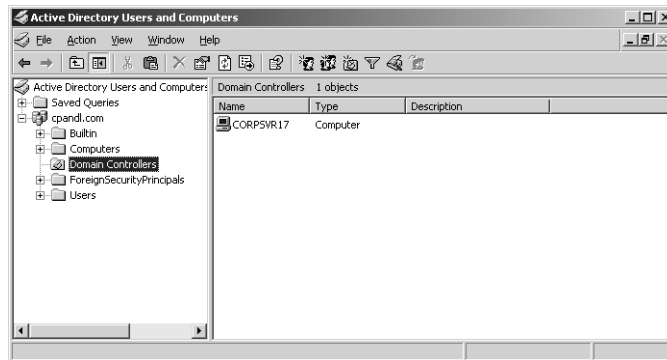 Active Directory Users and Computers
File Action View Window Help
Active Directory Users and Computers
Domain Controllers 1 objects
Saved Queries
cpandl.com
Builtin
Computers
Domain Controllers
ForeignSecurityPrincipals
Users
Name Type Description
CORPSVR17 Computer